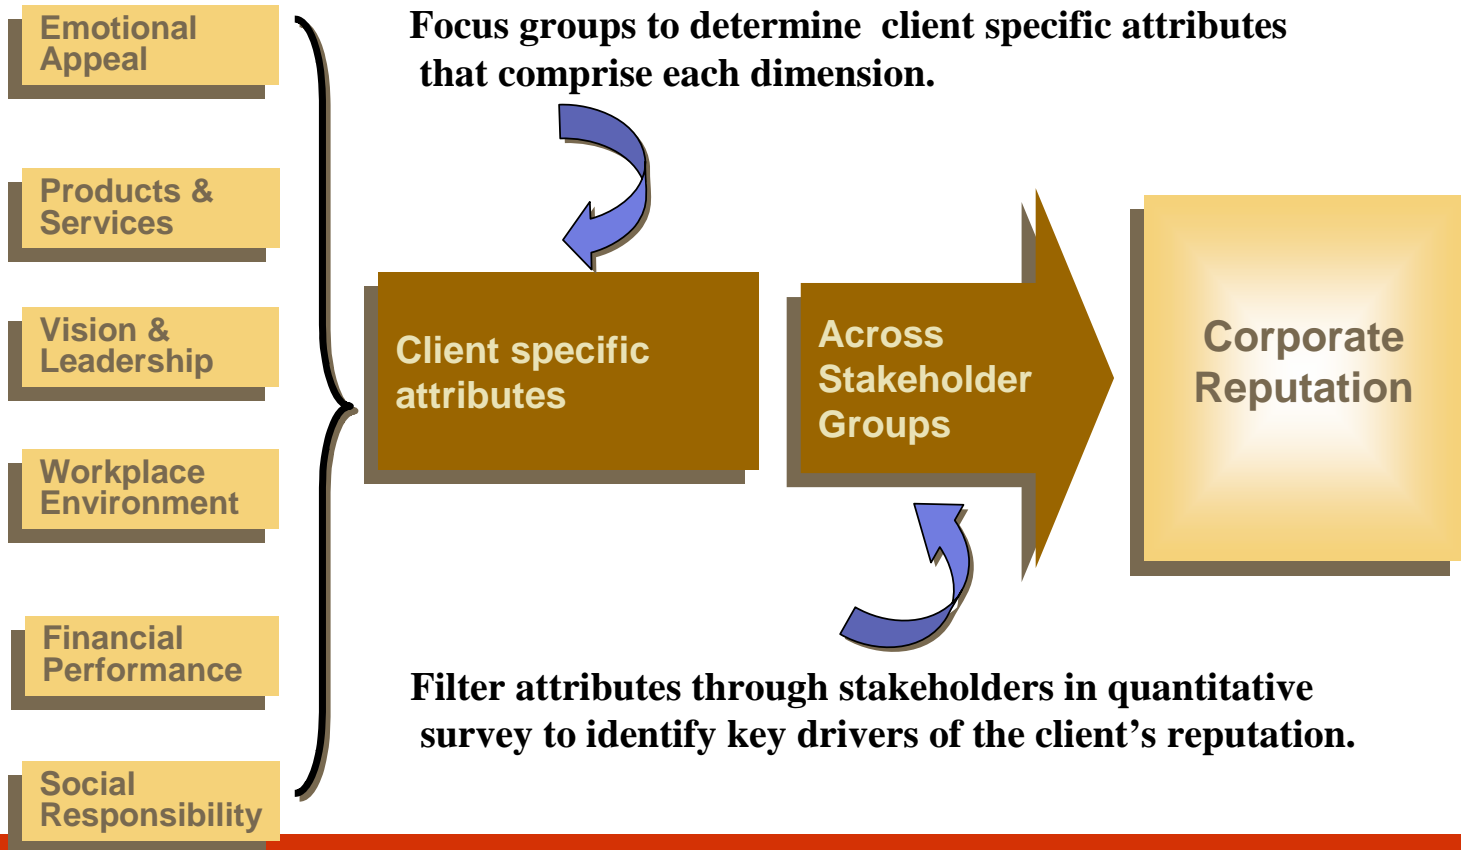 Emotional
Appeal
Focus groups to determine client specific attributes
that comprise each dimension.
Products &
Services
Vision &
Leadership
Client specific
attributes
Across
Stakeholder
Groups
Corporate
Reputation
Workplace
Environment
Financial
Performance
Filter attributes through stakeholders in quantitative
survey to identify key drivers of the client’s reputation.
Social
Responsibility